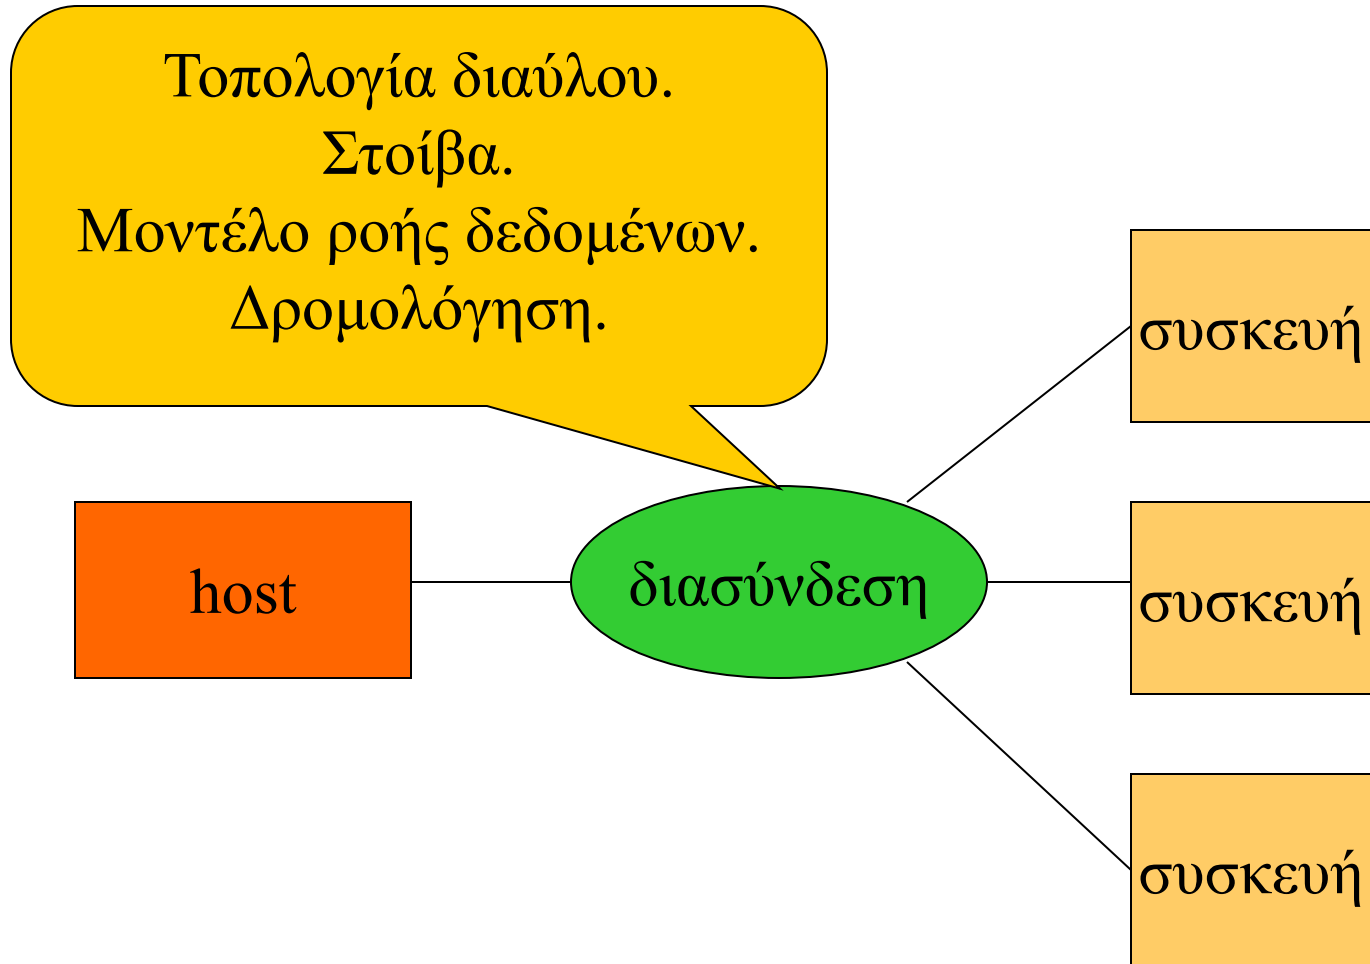 Τοπολογία διαύλου.
Στοίβα.
Μοντέλο ροής δεδομένων.
Δρομολόγηση.
συσκευή
host
διασύνδεση
συσκευή
συσκευή